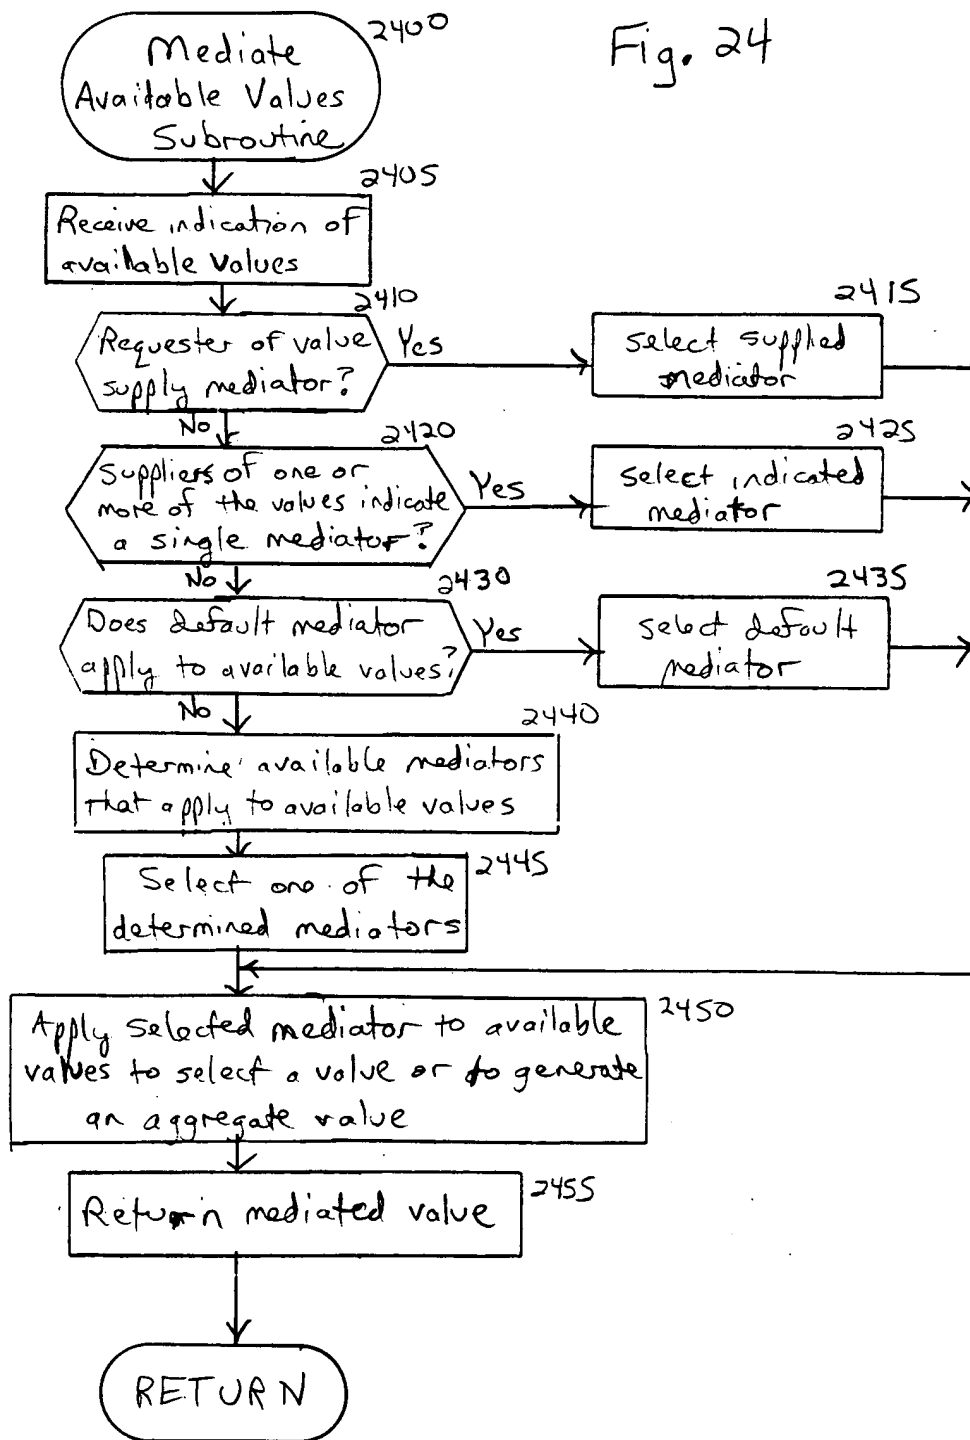 2400
Fig. 24
Mediate
Available Values
Subroutine
2405
Receive indication of
available values
2410
Requester of value
supply mediator?
Yes
2415
select supplied
mediator
No
2420
Suppliers of one or
more of the values indicate
a single mediator?
Yes
2425
select indicated
mediator
No
2430
Does default mediator
apply to available values?
Yes
2435
select default
mediator
No
2440
Determine available mediators
that apply to available values
2445
Select one of the
determined mediators
2450
Apply selected mediator to available
values to select a value or to generate
an aggregate value
2455
Return mediated value
RETURN